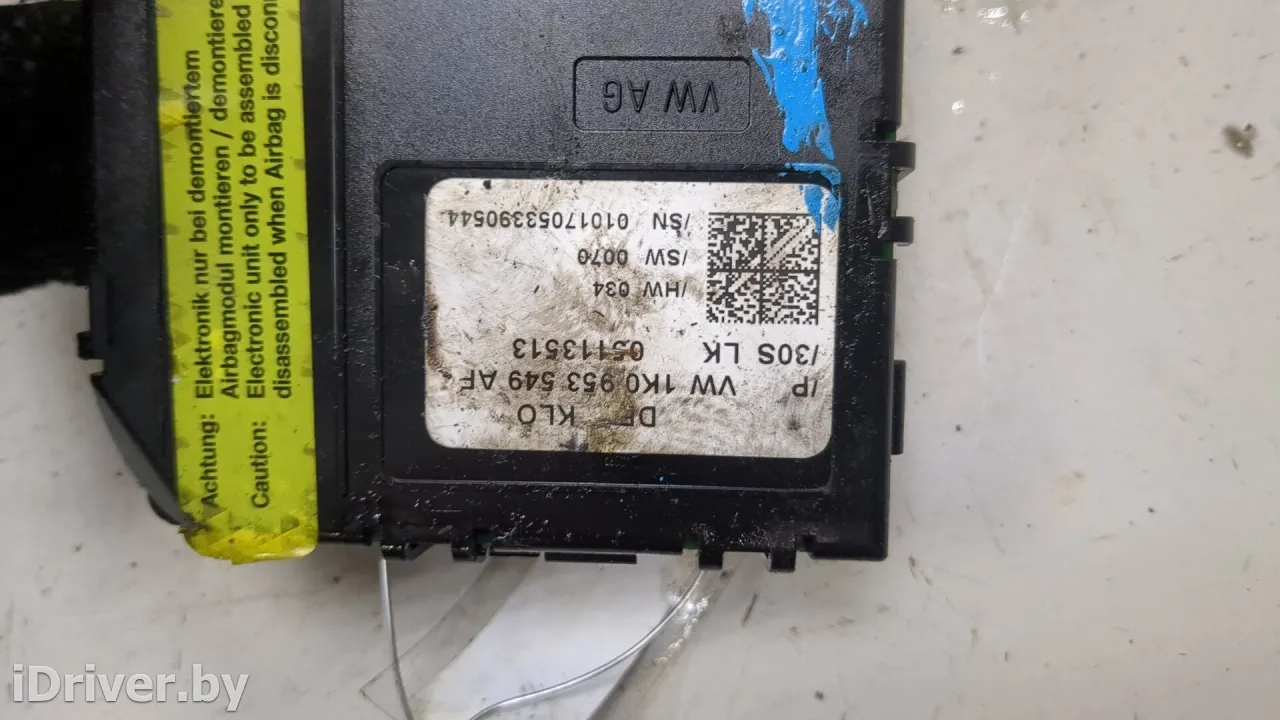 VW AG
DE KLO
/P VW 1K0 953 549 AF
/30S LK 05113513
/HW 034
/SW 0070
/SN 01017053390544
Achtung: Elektronik nur bei demontiertem
Airbagmodul montieren / demontieren
Caution: Electronic unit only to be assembled
disassembled when Airbag is disconn
iDriver.by